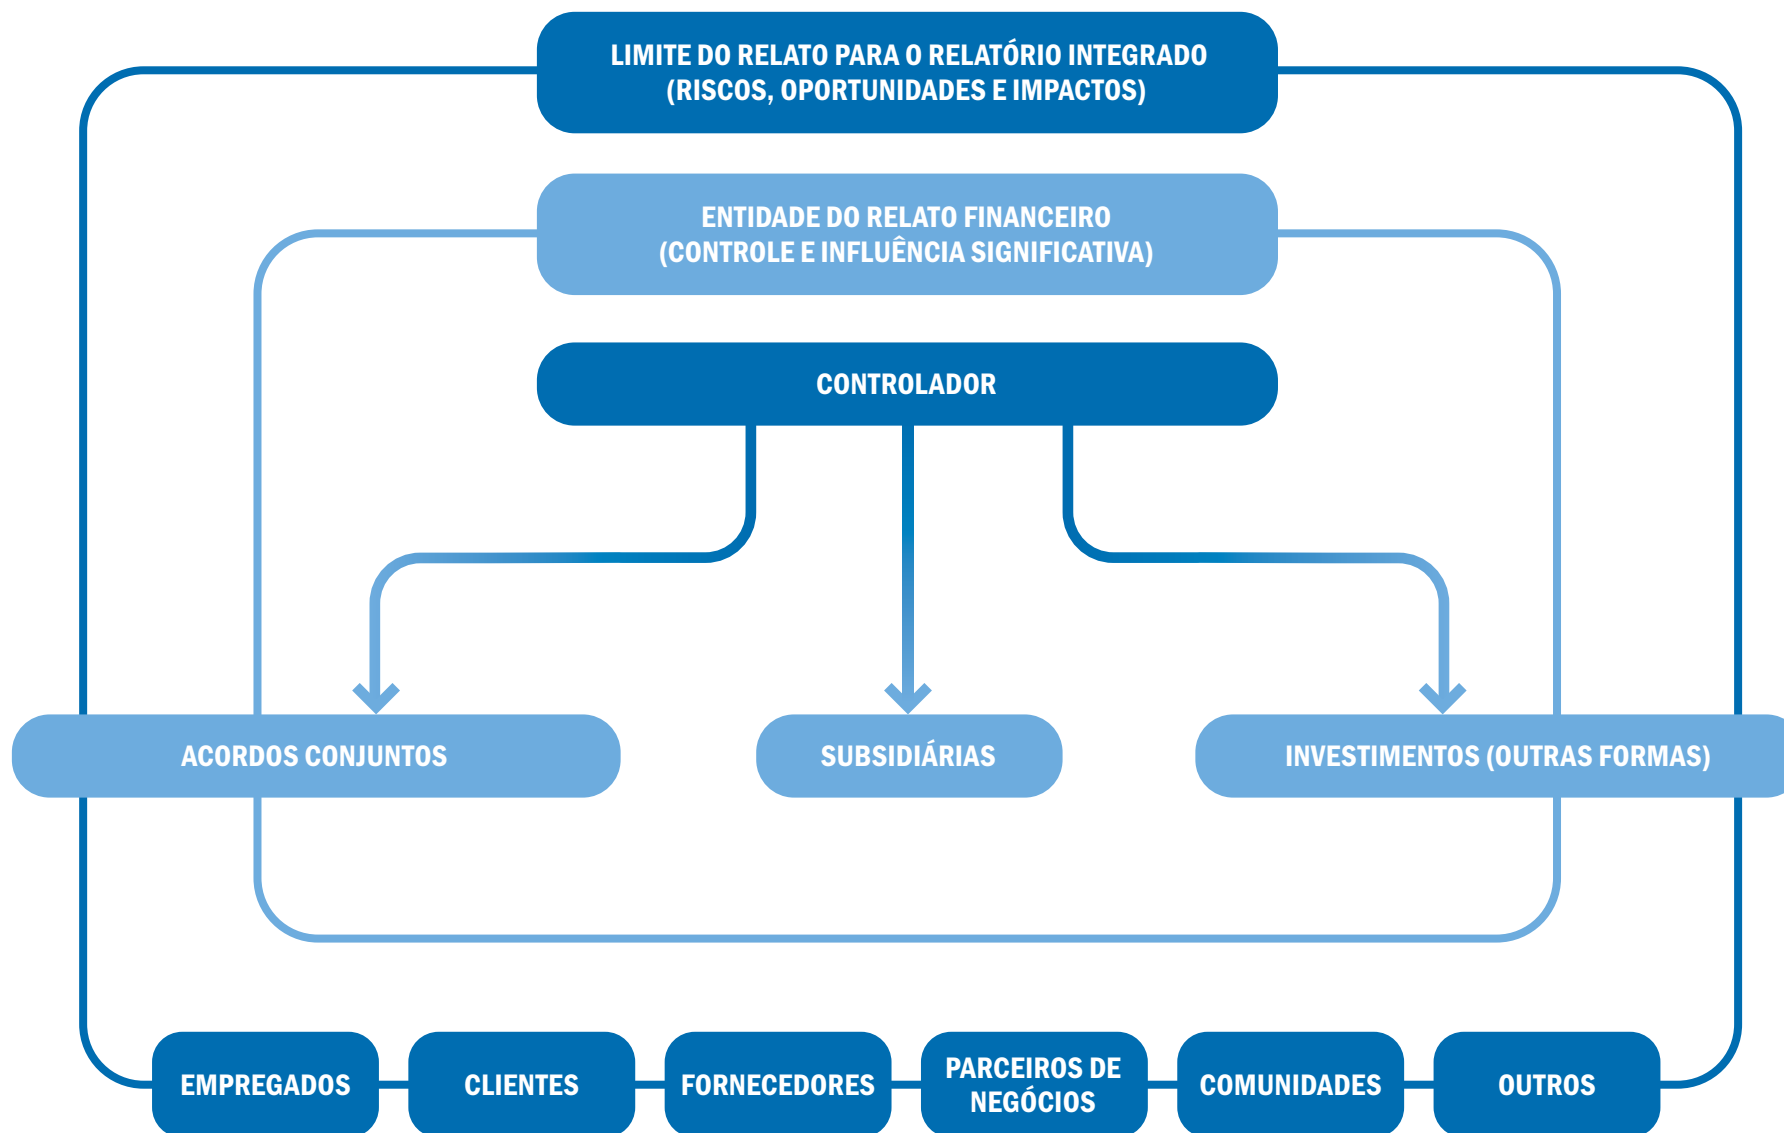 LIMITE DO RELATO PARA O RELATÓRIO INTEGRADO
(RISCOS, OPORTUNIDADES E IMPACTOS)
ENTIDADE DO RELATO FINANCEIRO
(CONTROLE E INFLUÊNCIA SIGNIFICATIVA)
CONTROLADOR
ACORDOS CONJUNTOS
SUBSIDIÁRIAS
INVESTIMENTOS (OUTRAS FORMAS)
EMPREGADOS
CLIENTES
FORNECEDORES
PARCEIROS DE
NEGÓCIOS
COMUNIDADES
OUTROS